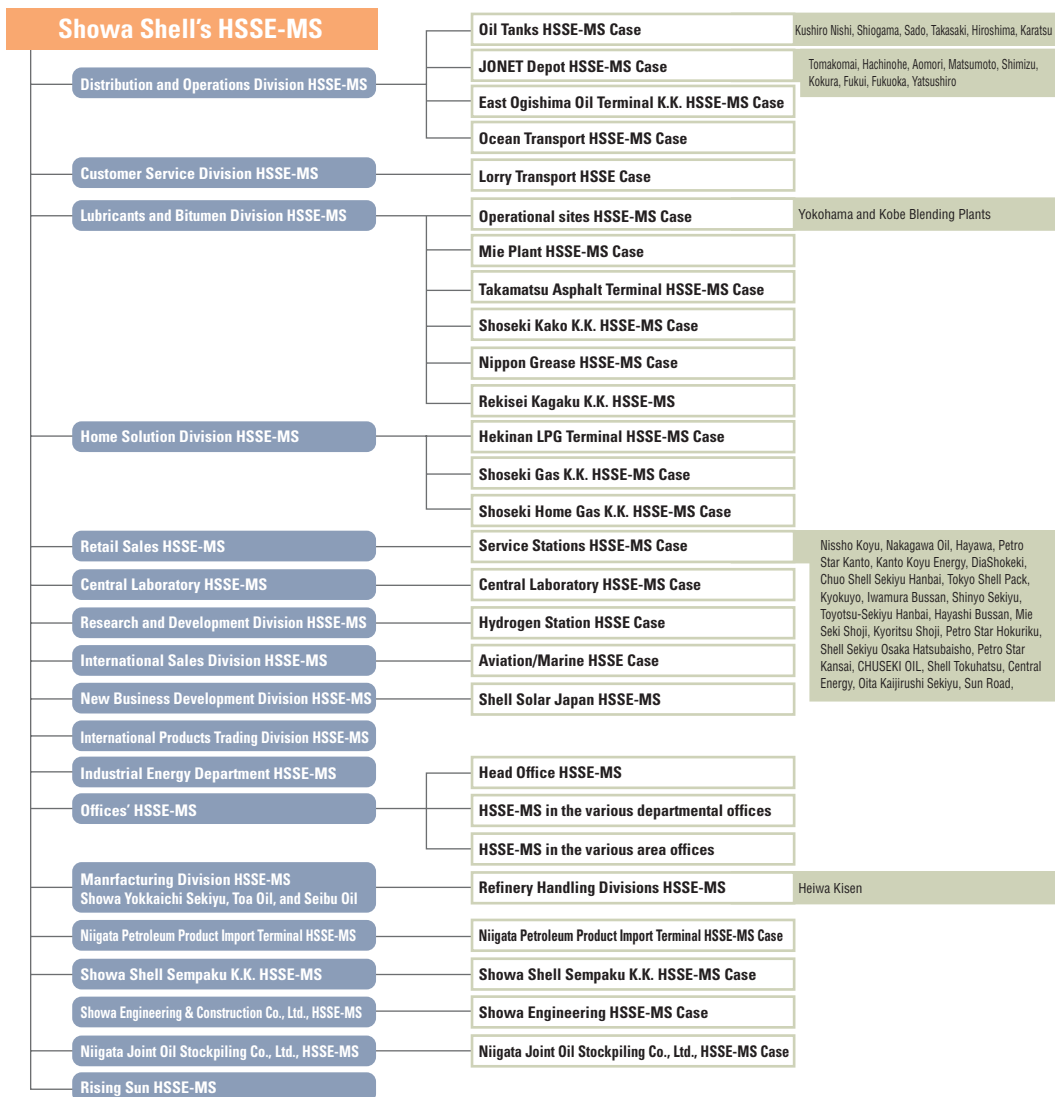 Showa Shell's HSSE-MS
Distribution and Operations Division HSSE-MS
Oil Tanks HSSE-MS Case
Kushiro Nishi, Shiogama, Sado, Takasaki, Hiroshima, Karatsu
JONET Depot HSSE-MS Case
Tomakomai, Hachinohe, Aomori, Matsumoto, Shimizu,
Kokura, Fukui, Fukuoka, Yatsushiro
East Ogishima Oil Terminal K.K. HSSE-MS Case
Ocean Transport HSSE-MS Case
Customer Service Division HSSE-MS
Lorry Transport HSSE Case
Lubricants and Bitumen Division HSSE-MS
Operational sites HSSE-MS Case
Yokohama and Kobe Blending Plants
Mie Plant HSSE-MS Case
Takamatsu Asphalt Terminal HSSE-MS Case
Shoseki Kako K.K. HSSE-MS Case
Nippon Grease HSSE-MS Case
Rekisei Kagaku K.K. HSSE-MS
Home Solution Division HSSE-MS
Hekinan LPG Terminal HSSE-MS Case
Shoseki Gas K.K. HSSE-MS Case
Shoseki Home Gas K.K. HSSE-MS Case
Retail Sales HSSE-MS
Service Stations HSSE-MS Case
Nissho Koyu, Nakagawa Oil, Hayawa, Petro
Star Kanto, Kanto Koyu Energy, DiaShokeki,
Chuo Shell Sekiyu Hanbai, Tokyo Shell Pack,
Kyokuyo, Iwamura Bussan, Shinyo Sekiyu,
Toyotsu-Sekiyu Hanbai, Hayashi Bussan, Mie
Seki Shoji, Kyoritsu Shoji, Petro Star Hokuriku,
Shell Sekiyu Osaka Hatsubaisho, Petro Star
Kansai, CHUSEKI OIL, Shell Tokuhatsu, Central
Energy, Oita Kaijirushi Sekiyu, Sun Road,
Central Laboratory HSSE-MS
Central Laboratory HSSE-MS Case
Research and Development Division HSSE-MS
Hydrogen Station HSSE Case
International Sales Division HSSE-MS
Aviation/Marine HSSE Case
New Business Development Division HSSE-MS
Shell Solar Japan HSSE-MS
International Products Trading Division HSSE-MS
Industrial Energy Department HSSE-MS
Offices' HSSE-MS
Head Office HSSE-MS
HSSE-MS in the various departmental offices
HSSE-MS in the various area offices
Manrfacturing Division HSSE-MS
Showa Yokkaichi Sekiyu, Toa Oil, and Seibu Oil
Refinery Handling Divisions HSSE-MS
Heiwa Kisen
Niigata Petroleum Product Import Terminal HSSE-MS
Niigata Petroleum Product Import Terminal HSSE-MS Case
Showa Shell Sempaku K.K. HSSE-MS
Showa Shell Sempaku K.K. HSSE-MS Case
Showa Engineering & Construction Co., Ltd., HSSE-MS
Showa Engineering HSSE-MS Case
Niigata Joint Oil Stockpiling Co., Ltd., HSSE-MS
Niigata Joint Oil Stockpiling Co., Ltd., HSSE-MS Case
Rising Sun HSSE-MS